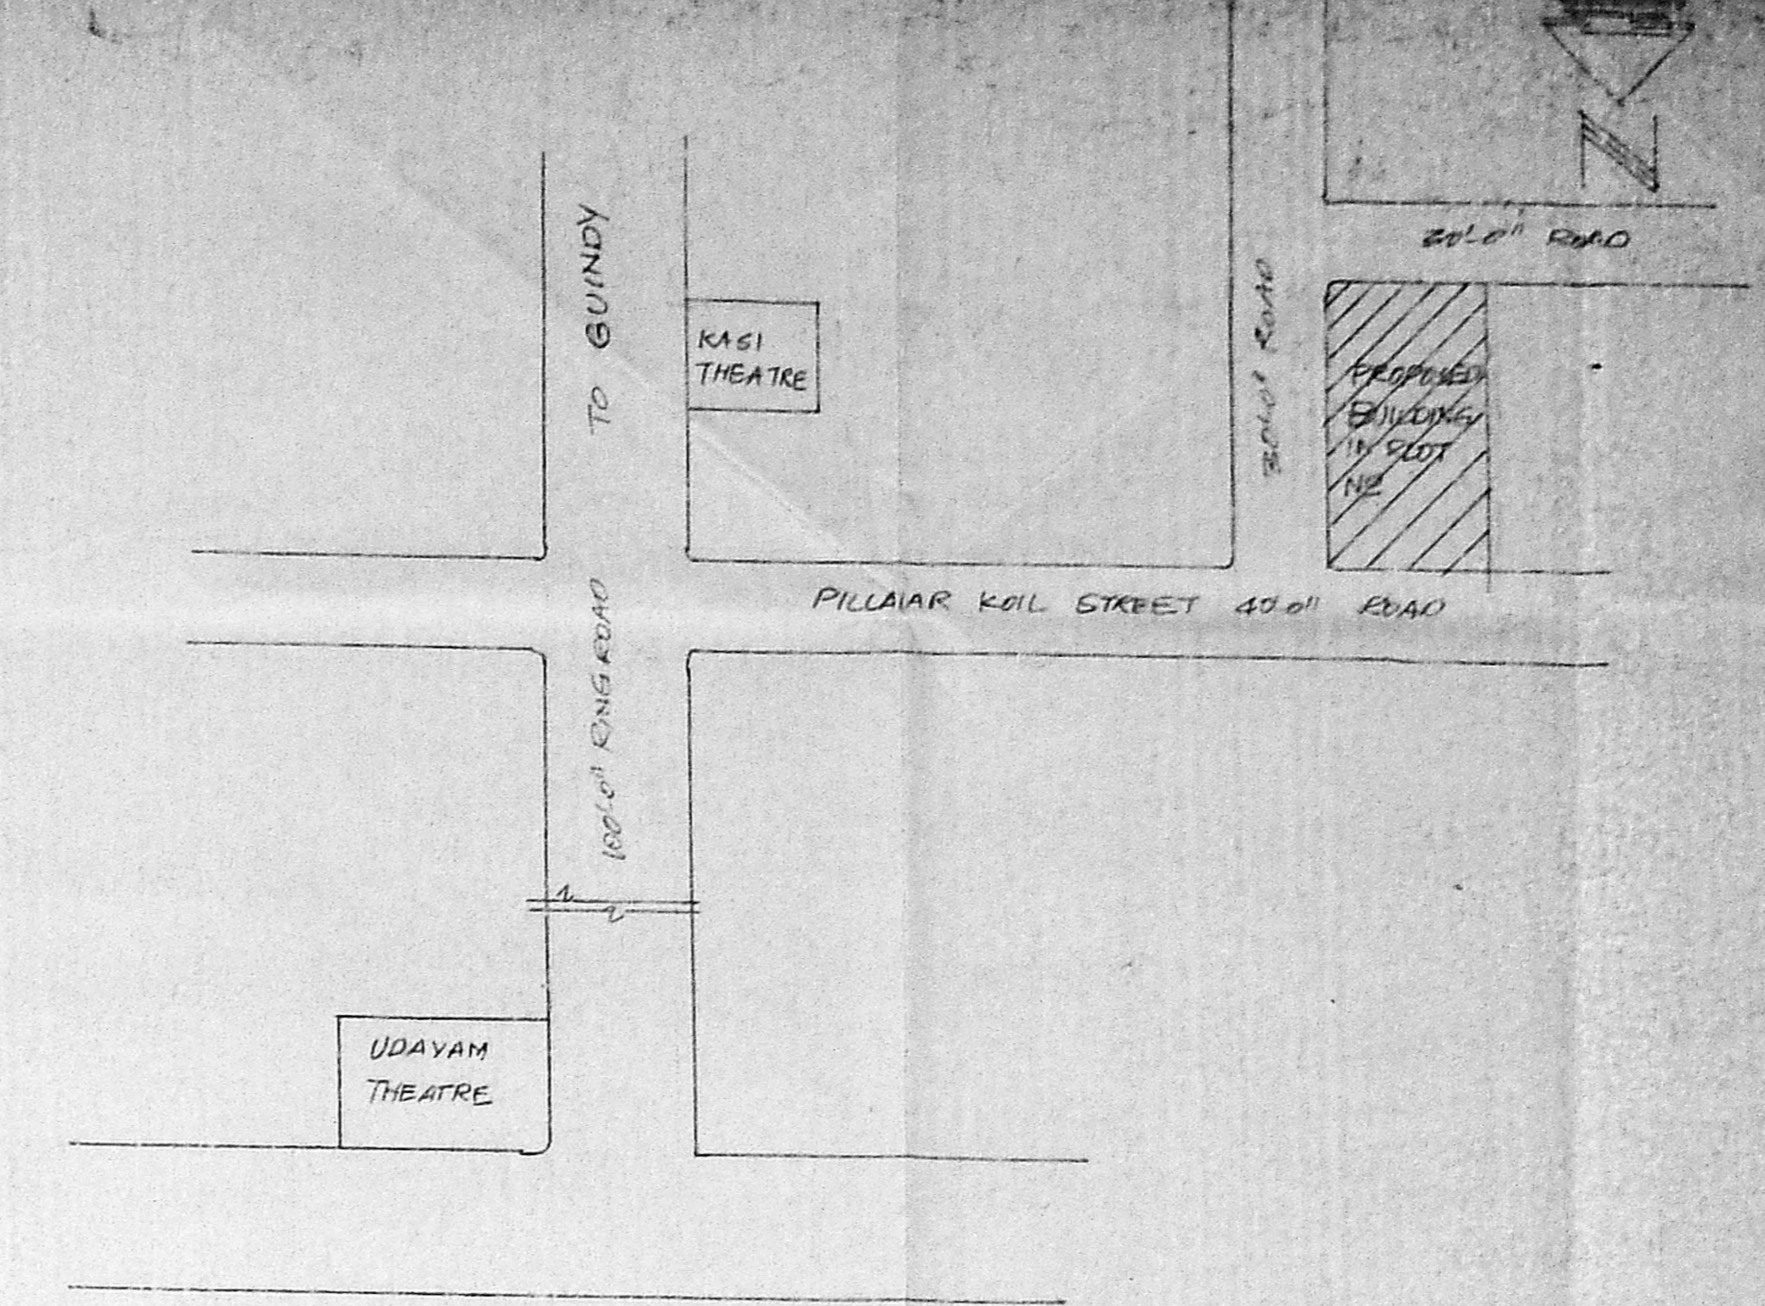 N
20'-0" ROAD
TO GUINDY
KASI
THEATRE
30'-0" ROAD
PROPOSED
BUILDING
IN PLOT
NO
PILLAIAR KOIL STREET 40'-0" ROAD
100'-0" RING ROAD
UDAYAM
THEATRE